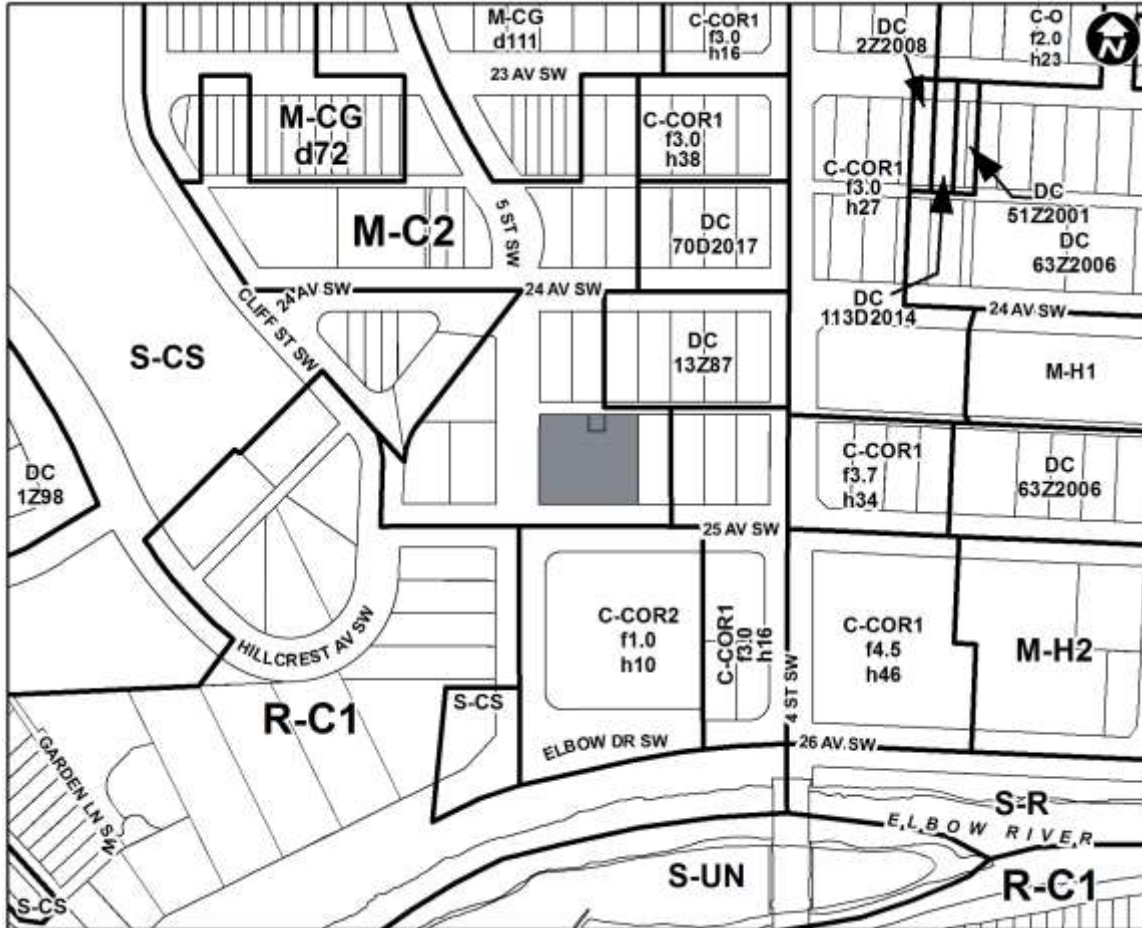 M-CG
d111
C-COR1
f3.0
h16
DC
2Z2008
C-O
f2.0
h23
N
23 AV SW
M-CG
d72
C-COR1
f3.0
h38
C-COR1
f3.0
h27
DC
51Z2001
M-C2
5 ST SW
DC
70D2017
DC
63Z2006
24 AV SW
24 AV SW
DC
113D2014
24 AV SW
CLIFF ST SW
S-CS
DC
13Z87
M-H1
DC
1Z98
C-COR1
f3.7
h34
DC
63Z2006
25 AV SW
HILLCREST AV SW
C-COR2
f1.0
h10
C-COR1
f3.0
h16
C-COR1
f4.5
h46
M-H2
4 ST SW
R-C1
S-CS
GARDEN LN SW
ELBOW DR SW
26 AV SW
S-R
ELBOW RIVER
S-UN
R-C1
S-CS